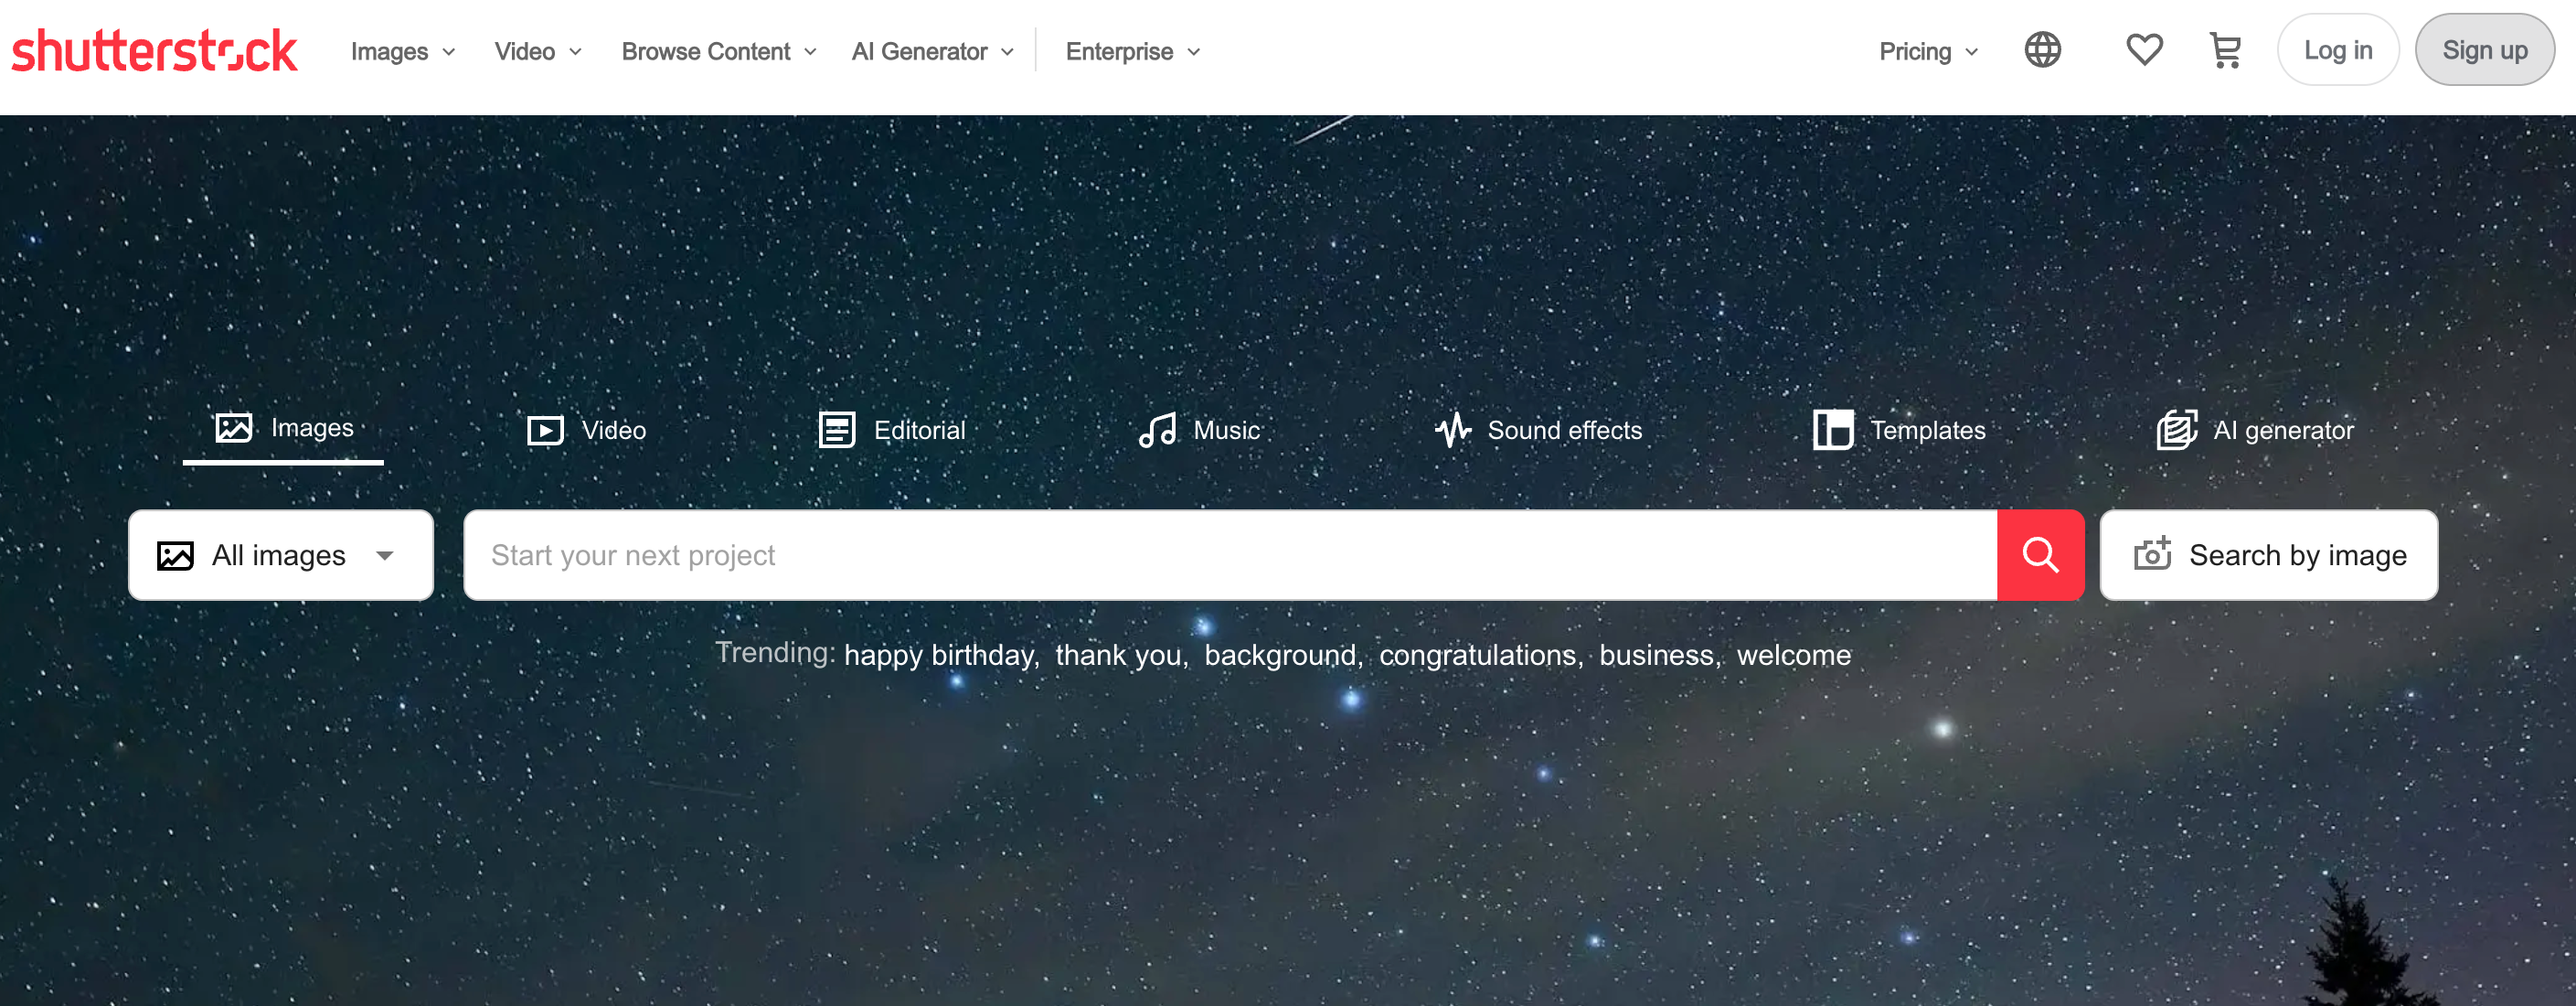 shutterstock Images Video Browse Content AI Generator Enterprise Pricing Log in Sign up
Images Video Editorial Music Sound effects Templates AI generator
All images Start your next project Search by image
Trending: happy birthday, thank you, background, congratulations, business, welcome